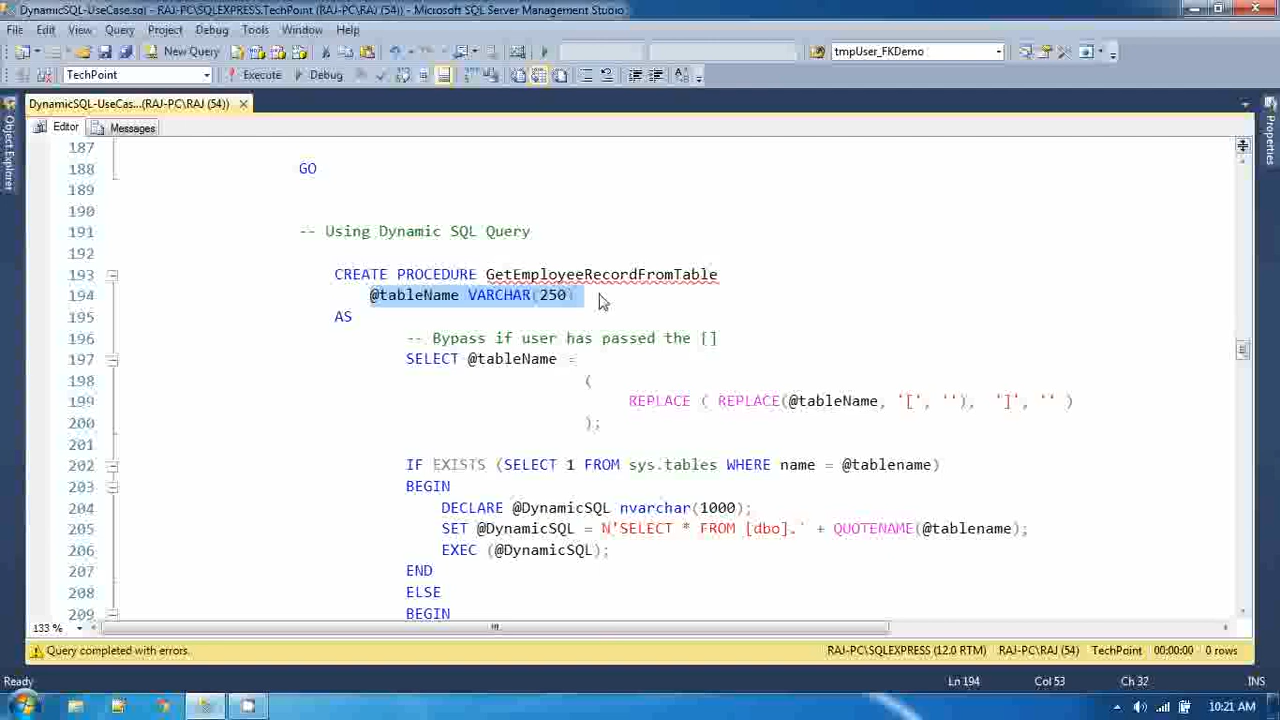 DynamicSQL-UseCase.sql - RAJ-PC\SQLEXPRESS.TechPoint (RAJ-PC\RAJ (54)) - Microsoft SQL Server Management Studio
File Edit View Query Project Debug Tools Window Help
New Query tmpUser_FKDemo
TechPoint Execute Debug
DynamicSQL-UseCas...(RAJ-PC\RAJ (54))
Editor Messages
Object Explorer
Properties
187
188 GO
189
190
191 -- Using Dynamic SQL Query
192
193 CREATE PROCEDURE GetEmployeeRecordFromTable
194 @tableName VARCHAR(250)
195 AS
196 -- Bypass if user has passed the []
197 SELECT @tableName =
198 (
199 REPLACE ( REPLACE(@tableName, '[', ''), ']', '' )
200 );
201
202 IF EXISTS (SELECT 1 FROM sys.tables WHERE name = @tablename)
203 BEGIN
204 DECLARE @DynamicSQL nvarchar(1000);
205 SET @DynamicSQL = N'SELECT * FROM [dbo].' + QUOTENAME(@tablename);
206 EXEC (@DynamicSQL);
207 END
208 ELSE
209 BEGIN
133 %
Query completed with errors. RAJ-PC\SQLEXPRESS (12.0 RTM) RAJ-PC\RAJ (54) TechPoint 00:00:00 0 rows
Ready Ln 194 Col 53 Ch 32 INS
10:21 AM